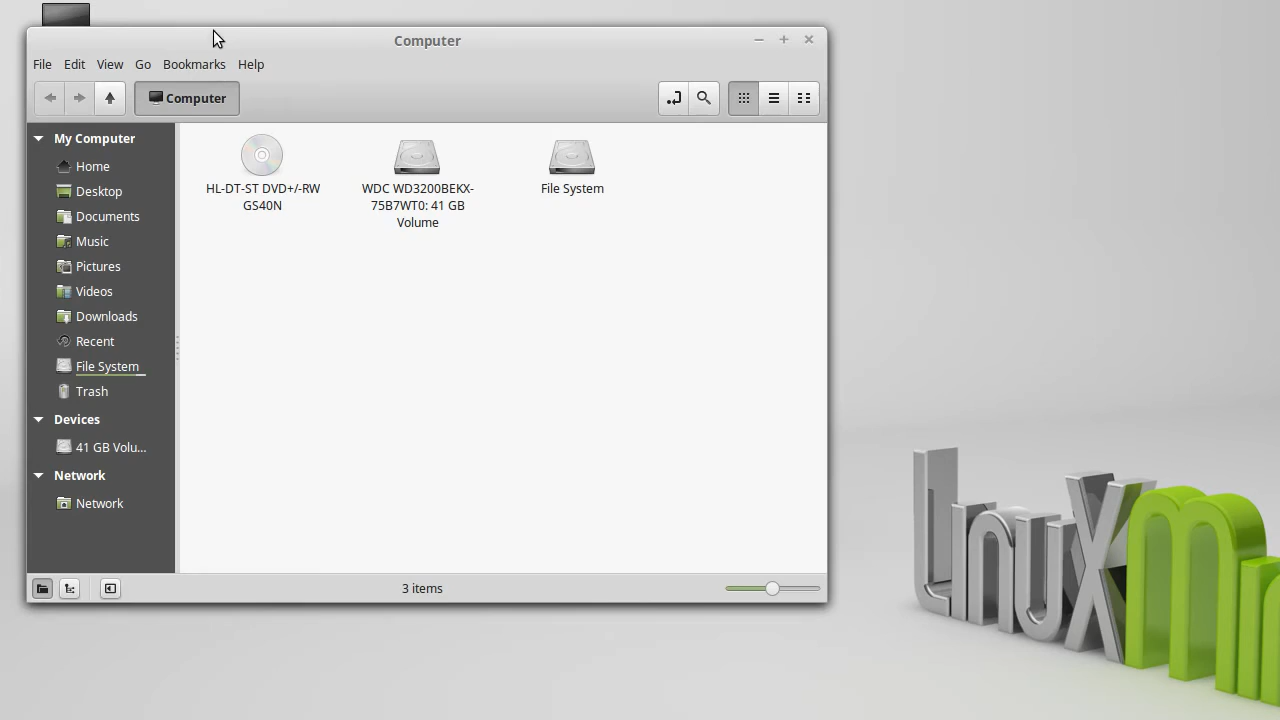 Computer
File Edit View Go Bookmarks Help
Computer
My Computer
Home
Desktop
Documents
Music
Pictures
Videos
Downloads
Recent
File System
Trash
Devices
41 GB Volu...
Network
Network
HL-DT-ST DVD+/-RW
GS40N
WDC WD3200BEKX-
75B7WT0: 41 GB
Volume
File System
3 items
LinuxMin